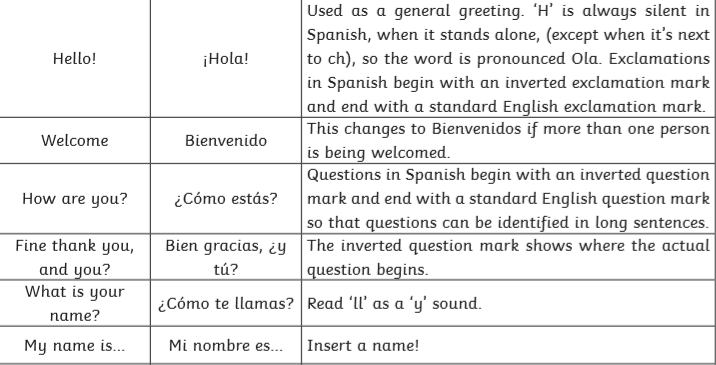 Hello!
¡Hola!
Used as a general greeting. ‘H’ is always silent in
Spanish, when it stands alone, (except when it’s next
to ch), so the word is pronounced Ola. Exclamations
in Spanish begin with an inverted exclamation mark
and end with a standard English exclamation mark.
Welcome
Bienvenido
This changes to Bienvenidos if more than one person
is being welcomed.
How are you?
¿Cómo estás?
Questions in Spanish begin with an inverted question
mark and end with a standard English question mark
so that questions can be identified in long sentences.
Fine thank you,
and you?
Bien gracias, ¿y
tú?
The inverted question mark shows where the actual
question begins.
What is your
name?
¿Cómo te llamas?
Read ‘ll’ as a ‘y’ sound.
My name is...
Mi nombre es...
Insert a name!